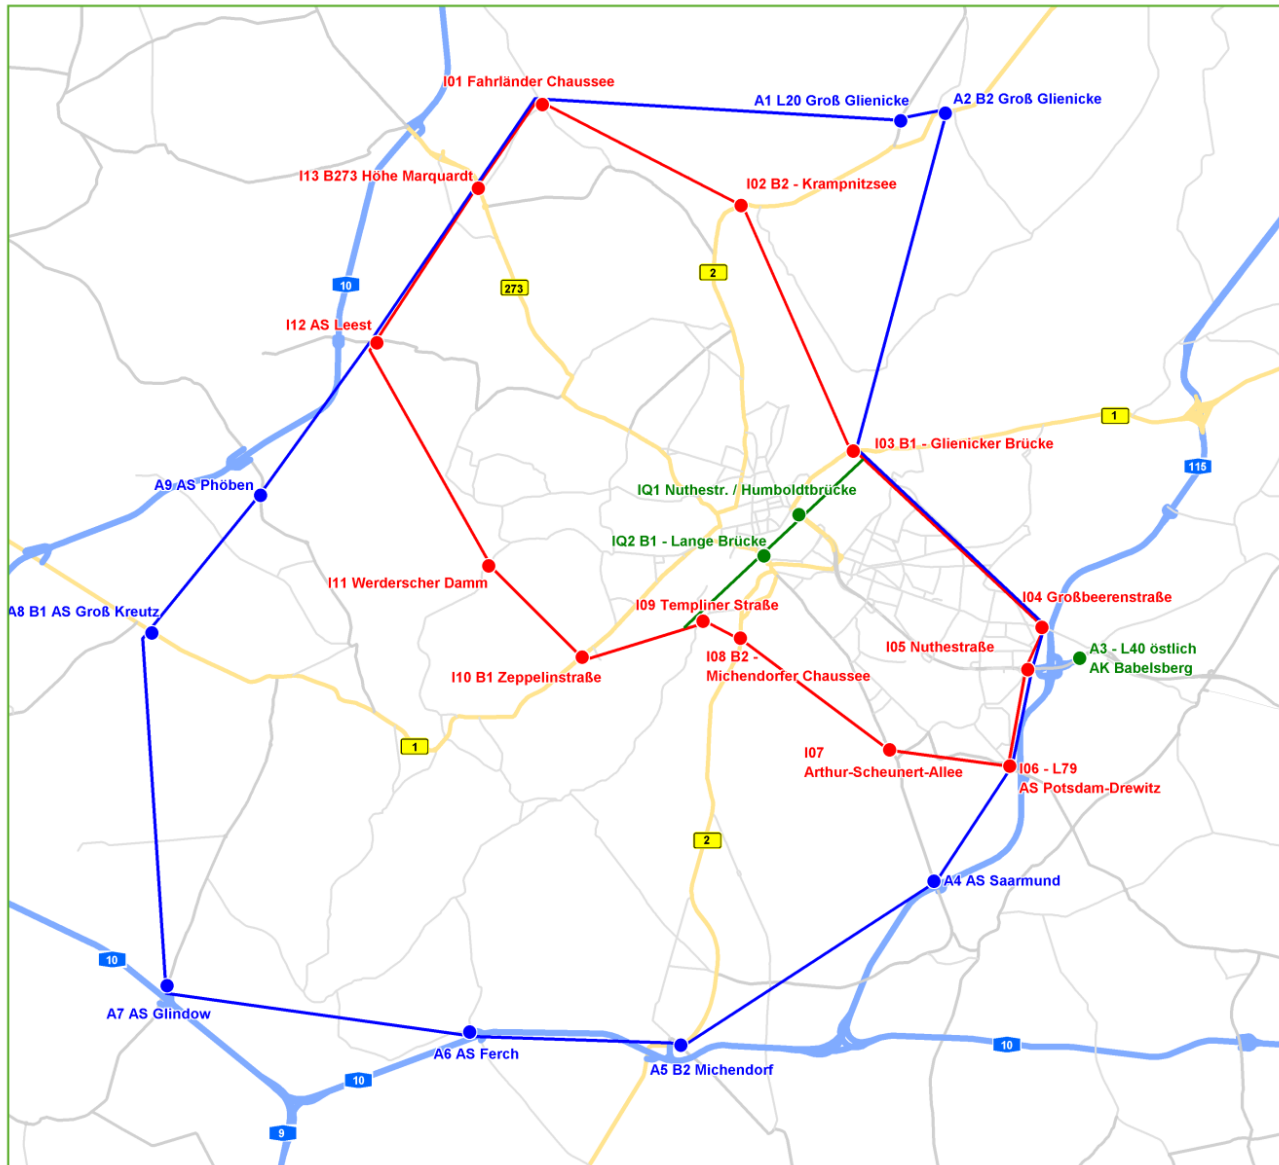 I01 Fahrländer Chaussee
A1 L20 Groß Glienicke
A2 B2 Groß Glienicke
I13 B273 Höhe Marquardt
I02 B2 - Krampnitzsee
2
10
273
I12 AS Leest
1
I03 B1 - Glienicker Brücke
115
A9 AS Phöben
IQ1 Nuthestr. / Humboldtbrücke
IQ2 B1 - Lange Brücke
I11 Werderscher Damm
I04 Großbeerenstraße
A8 B1 AS Groß Kreutz
I09 Templiner Straße
I05 Nuthestraße
A3 - L40 östlich
AK Babelsberg
I08 B2 -
Michendorfer Chaussee
I10 B1 Zeppelinstraße
1
I07
Arthur-Scheunert-Allee
I06 - L79
AS Potsdam-Drewitz
2
A4 AS Saarmund
10
A7 AS Glindow
10
A6 AS Ferch
A5 B2 Michendorf
10
9